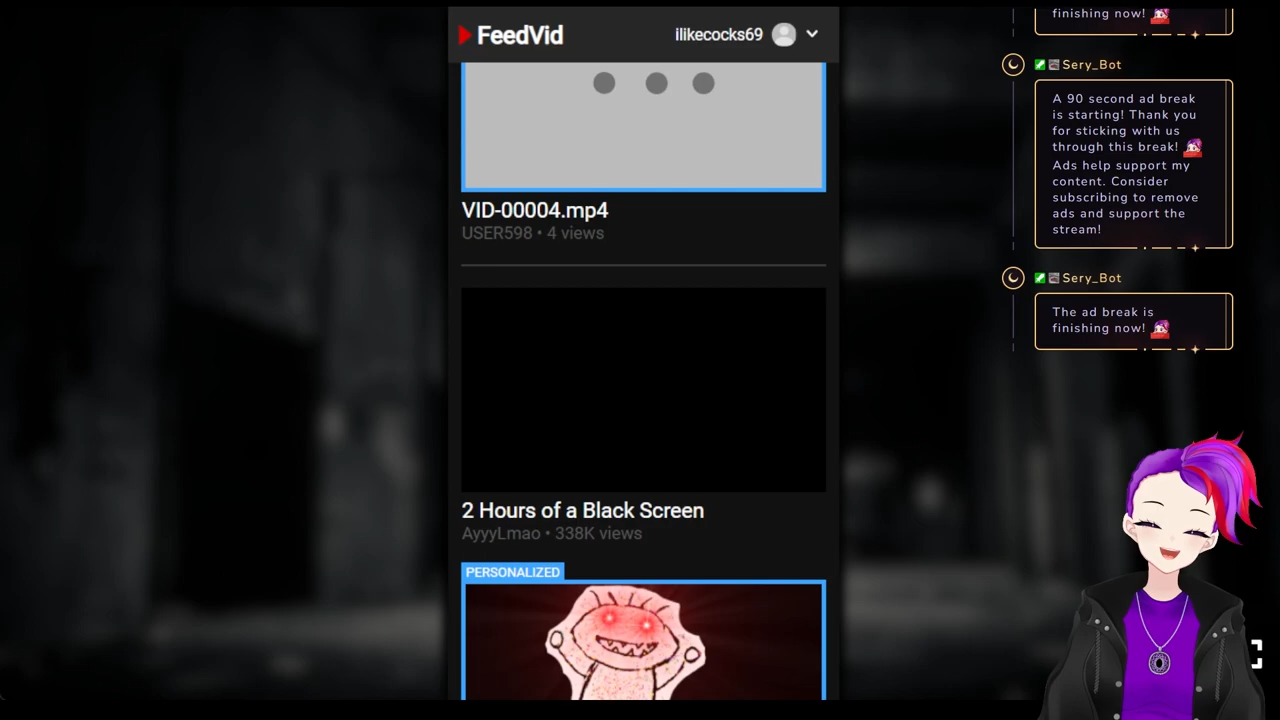 FeedVid
ilikecocks69
VID-00004.mp4
USER598 • 4 views
2 Hours of a Black Screen
AyyyLmao • 338K views
PERSONALIZED
finishing now!
Sery_Bot
A 90 second ad break
is starting! Thank you
for sticking with us
through this break!
Ads help support my
content. Consider
subscribing to remove
ads and support the
stream!
Sery_Bot
The ad break is
finishing now!